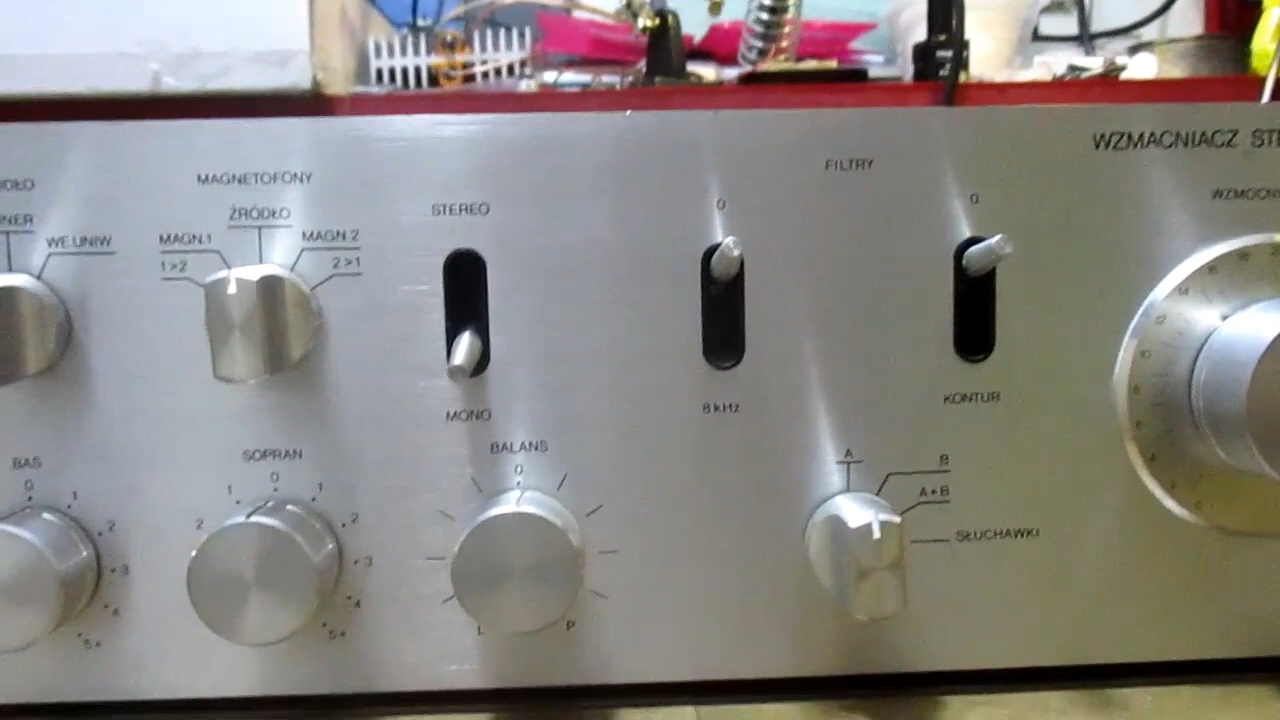 WZMACNIACZ
FILTRY
MAGNETOFONY
ŹRÓDŁO
MAGN.1
MAGN.2
1>2
2>1
WE.UNIW
STEREO
MONO
0
8 kHz
0
KONTUR
BAS
0
1
2
3
4
5+
SOPRAN
0
1
1
2
2
3
4
5+
BALANS
0
L
P
A
B
A+B
SŁUCHAWKI